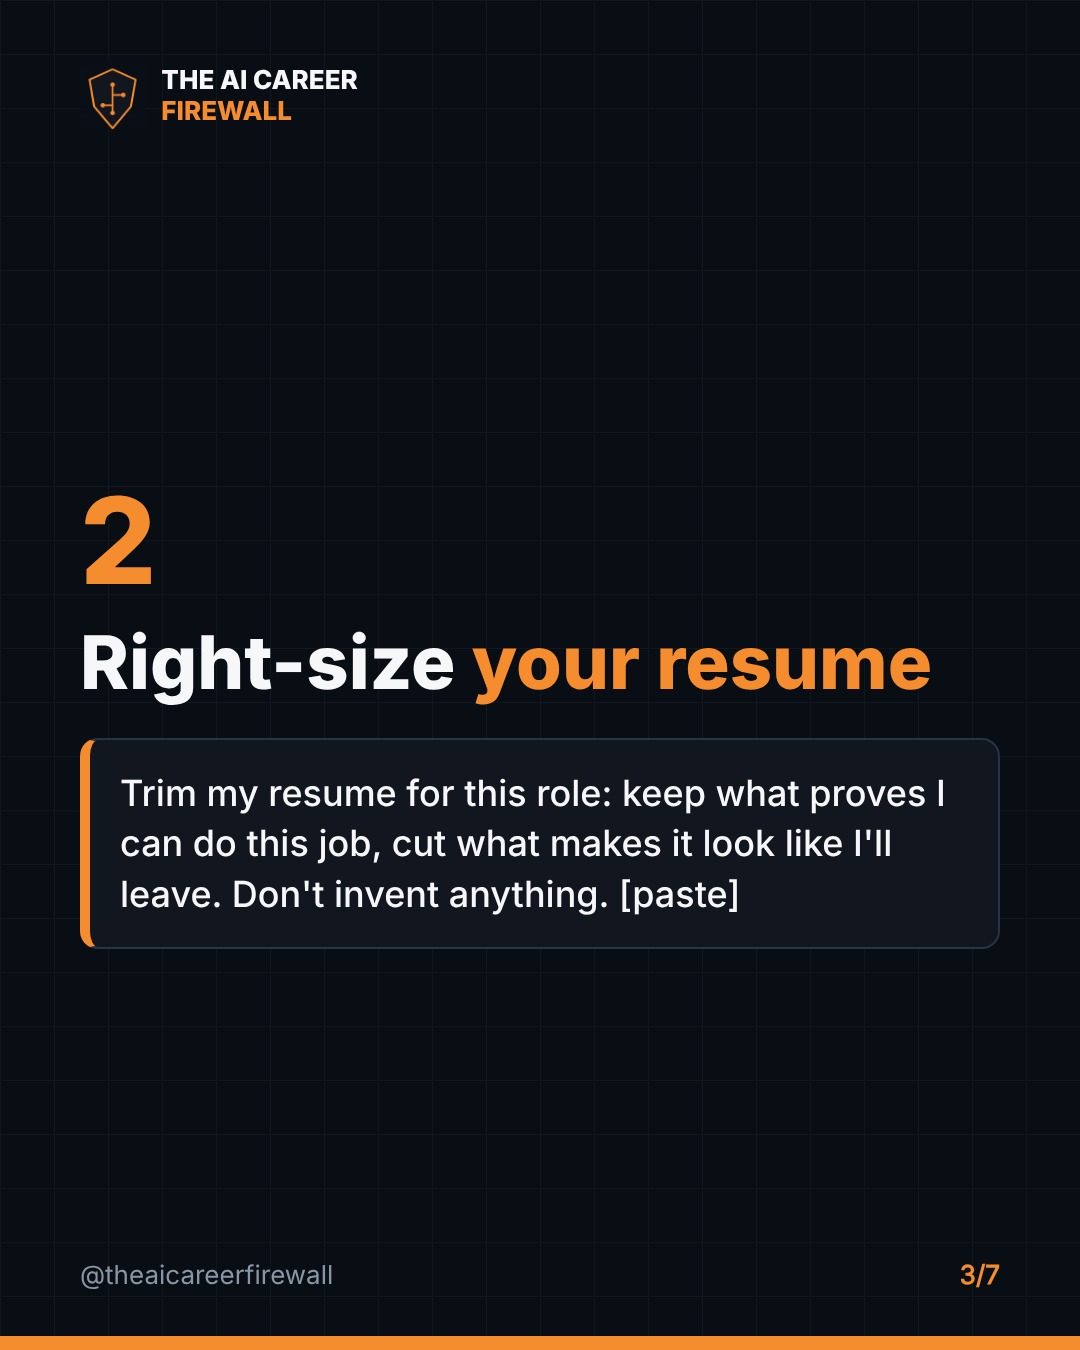 THE AI CAREER
FIREWALL
2
Right-size your resume
Trim my resume for this role: keep what proves I
can do this job, cut what makes it look like I'll
leave. Don't invent anything. [paste]
@theaicareerfirewall
3/7